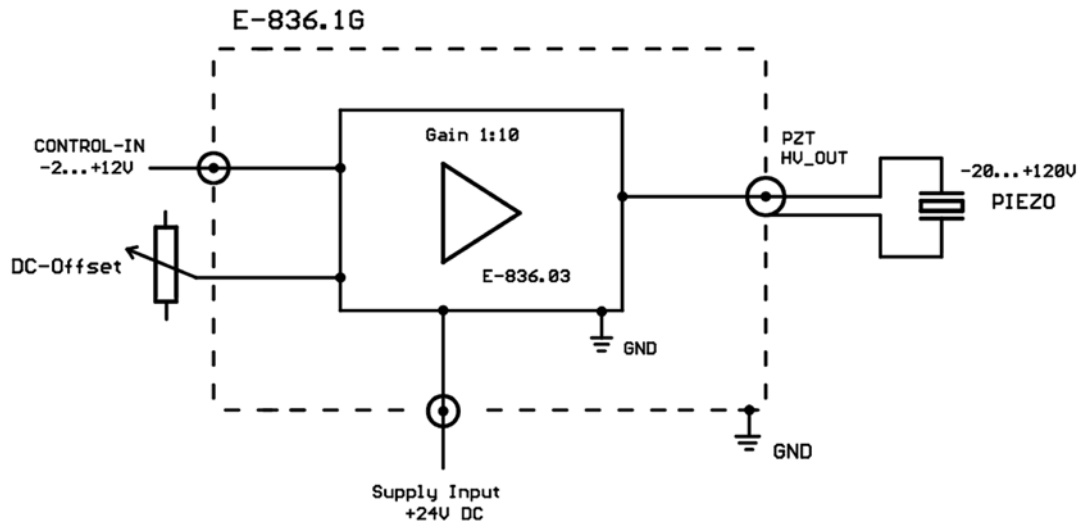 E-836.1G
Gain 1:10
CONTROL-IN
-2...+12V
PZT
HV_OUT
-20...+120V
PIEZO
DC-Offset
E-836.03
GND
GND
Supply Input
+24V DC